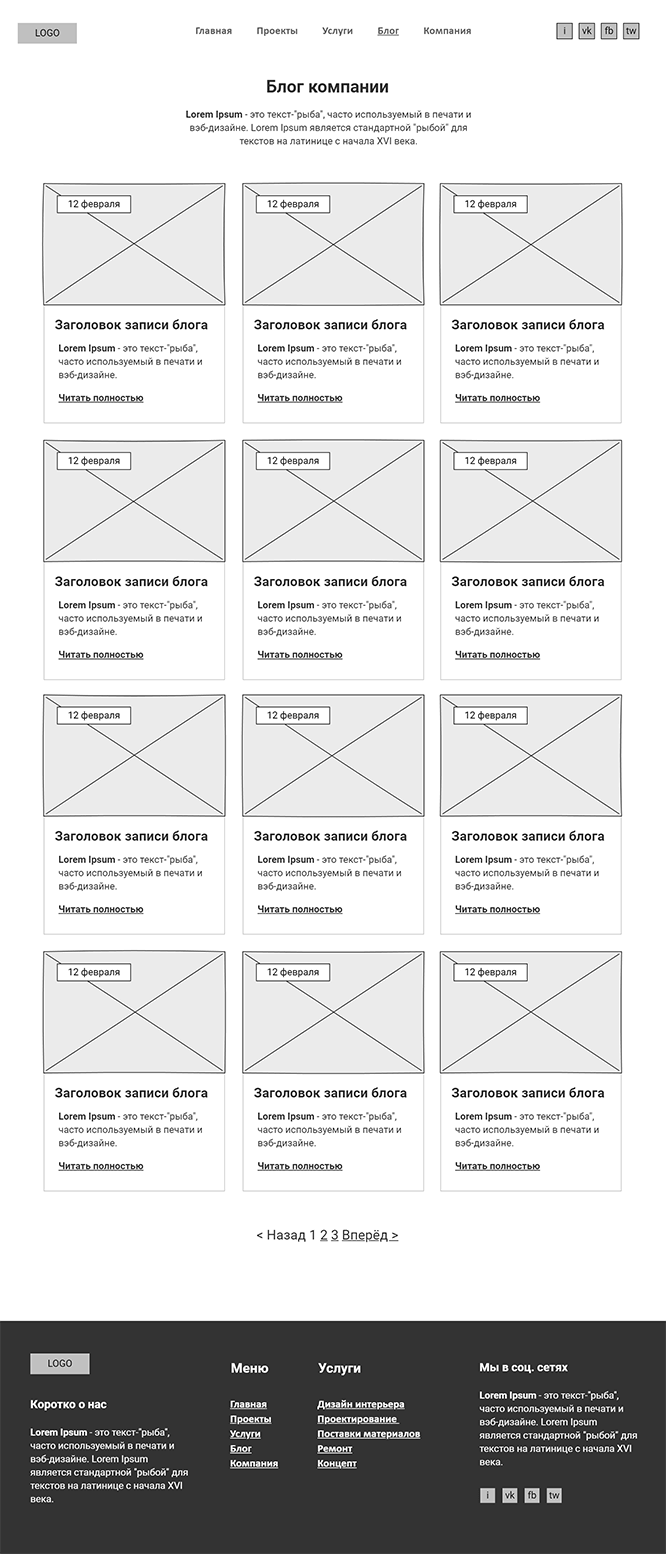 LOGO
Главная Проекты Услуги Блог Компания
i vk fb tw
Блог компании
Lorem Ipsum - это текст-"рыба", часто используемый в печати и
вэб-дизайне. Lorem Ipsum является стандартной "рыбой" для
текстов на латинице с начала XVI века.
12 февраля
Заголовок записи блога
Lorem Ipsum - это текст-"рыба",
часто используемый в печати и
вэб-дизайне.
Читать полностью
12 февраля
Заголовок записи блога
Lorem Ipsum - это текст-"рыба",
часто используемый в печати и
вэб-дизайне.
Читать полностью
12 февраля
Заголовок записи блога
Lorem Ipsum - это текст-"рыба",
часто используемый в печати и
вэб-дизайне.
Читать полностью
12 февраля
Заголовок записи блога
Lorem Ipsum - это текст-"рыба",
часто используемый в печати и
вэб-дизайне.
Читать полностью
12 февраля
Заголовок записи блога
Lorem Ipsum - это текст-"рыба",
часто используемый в печати и
вэб-дизайне.
Читать полностью
12 февраля
Заголовок записи блога
Lorem Ipsum - это текст-"рыба",
часто используемый в печати и
вэб-дизайне.
Читать полностью
12 февраля
Заголовок записи блога
Lorem Ipsum - это текст-"рыба",
часто используемый в печати и
вэб-дизайне.
Читать полностью
12 февраля
Заголовок записи блога
Lorem Ipsum - это текст-"рыба",
часто используемый в печати и
вэб-дизайне.
Читать полностью
12 февраля
Заголовок записи блога
Lorem Ipsum - это текст-"рыба",
часто используемый в печати и
вэб-дизайне.
Читать полностью
12 февраля
Заголовок записи блога
Lorem Ipsum - это текст-"рыба",
часто используемый в печати и
вэб-дизайне.
Читать полностью
12 февраля
Заголовок записи блога
Lorem Ipsum - это текст-"рыба",
часто используемый в печати и
вэб-дизайне.
Читать полностью
12 февраля
Заголовок записи блога
Lorem Ipsum - это текст-"рыба",
часто используемый в печати и
вэб-дизайне.
Читать полностью
< Назад 1 2 3 Вперёд >
LOGO
Коротко о нас
Lorem Ipsum - это текст-"рыба",
часто используемый в печати и
вэб-дизайне. Lorem Ipsum
является стандартной "рыбой" для
текстов на латинице с начала XVI
века.
Меню
Главная
Проекты
Услуги
Блог
Компания
Услуги
Дизайн интерьера
Проектирование
Поставки материалов
Ремонт
Концепт
Мы в соц. сетях
Lorem Ipsum - это текст-"рыба",
часто используемый в печати и
вэб-дизайне. Lorem Ipsum
является стандартной "рыбой" для
текстов на латинице с начала XVI
века.
i vk fb tw